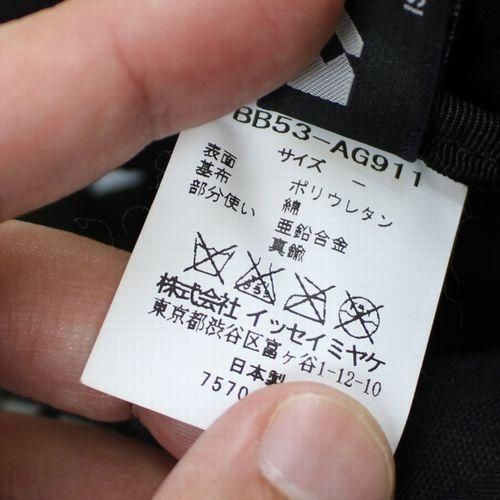 BB53-AG911
サイズ ー
表面 ポリウレタン
基布 綿
部分使い 亜鉛合金
真鍮
株式会社 イッセイミヤケ
東京都渋谷区富ヶ谷1-12-10
日本製
7570